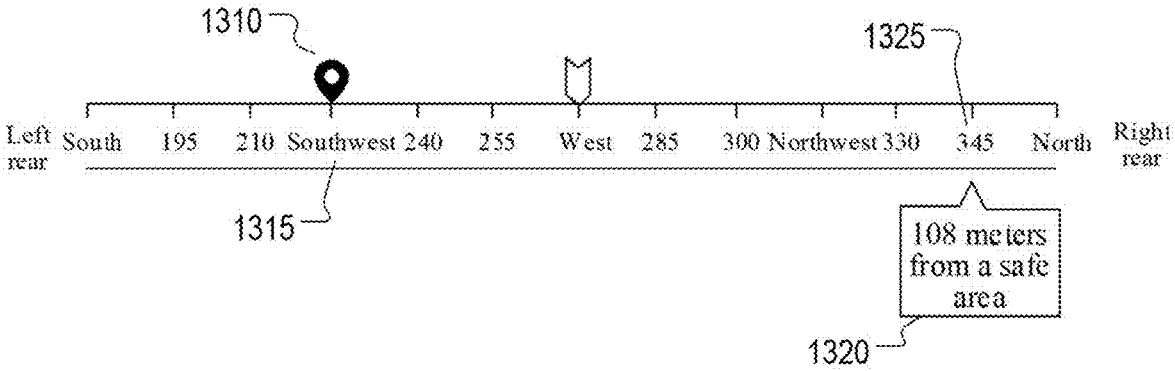 1310
1325
Left rear
South 195 210 Southwest 240 255 West 285 300 Northwest 330 345 North
Right rear
1315
108 meters
from a safe
area
1320